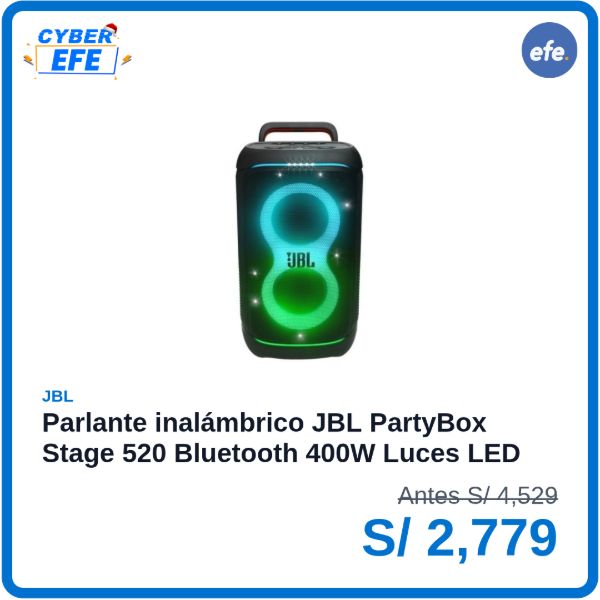 CYBER
EFE
efe.
JBL
JBL
Parlante inalámbrico JBL PartyBox
Stage 520 Bluetooth 400W Luces LED
Antes S/ 4,529
S/ 2,779